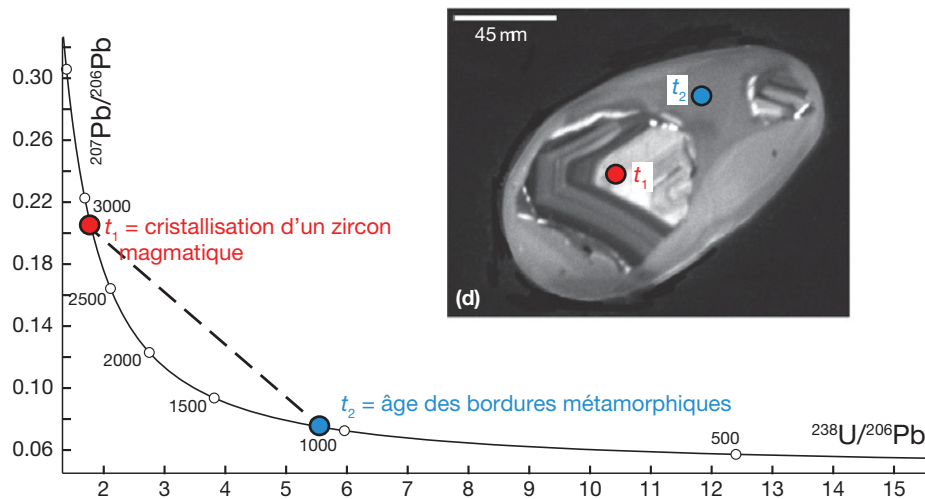 45 mm
0.30
²⁰⁷Pb/²⁰⁶Pb
t₂
0.26
t₁
0.22
3000
t₁ = cristallisation d’un zircon
magmatique
0.18
2500
(d)
0.14
2000
0.10
1500
t₂ = âge des bordures métamorphiques
²³⁸U/²⁰⁶Pb
1000
500
0.06
2 3 4 5 6 7 8 9 10 11 12 13 14 15